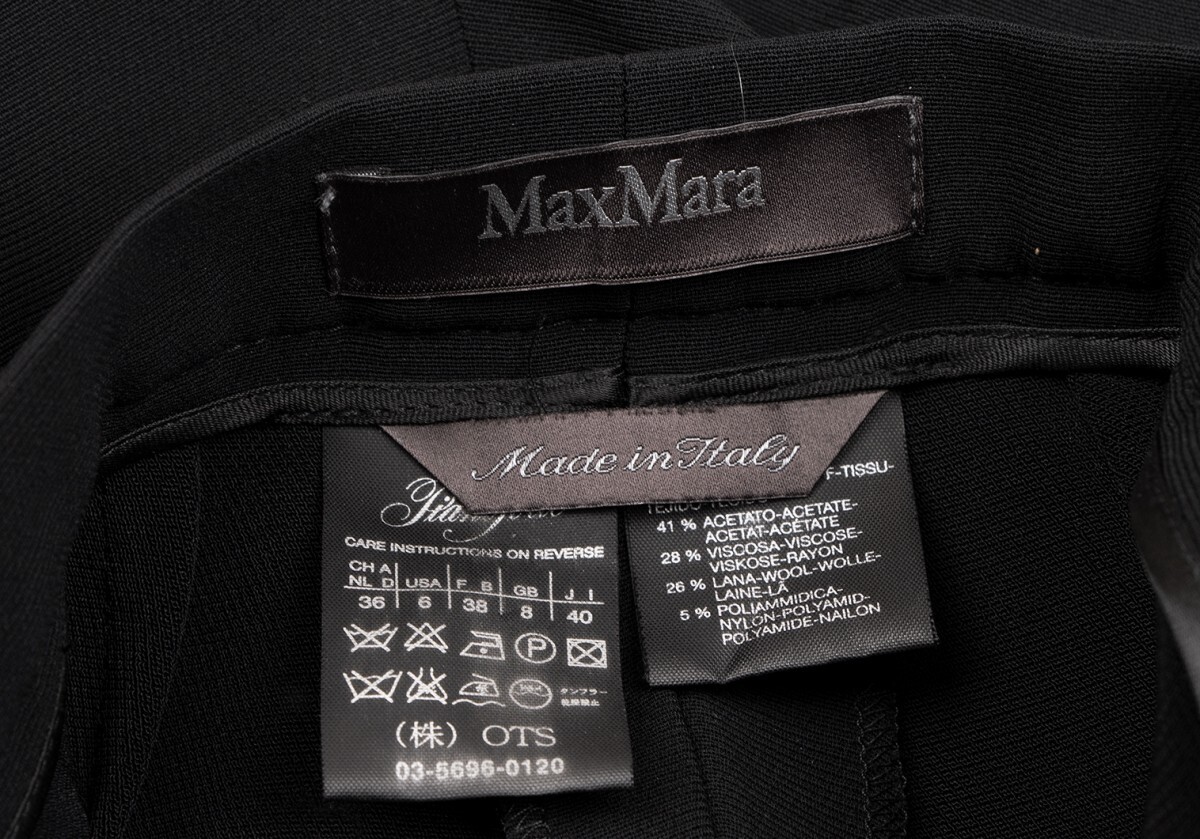 MaxMara
Made in Italy
CARE INSTRUCTIONS ON REVERSE
CH A USA F B GB J I
NL D
36 6 38 8 40
P
タンブラー
乾燥禁止
(株) OTS
03-5696-0120
F-TISSU-
TEJIDO
41 % ACETATO-ACETATE-
ACETAT-ACÉTATE
28 % VISCOSA-VISCOSE-
VISKOSE-RAYON
26 % LANA-WOOL-WOLLE-
LAINE-LÃ
5 % POLIAMMIDICA-
NYLON-POLYAMID-
POLYAMIDE-NAILON